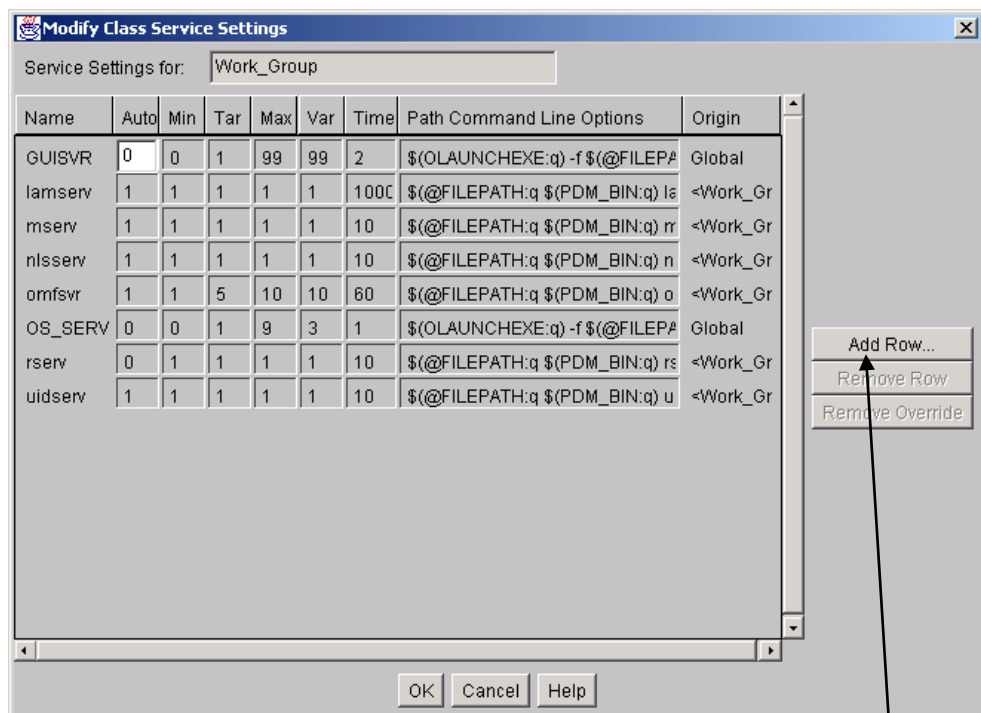 Modify Class Service Settings
Service Settings for: Work_Group
Name Auto Min Tar Max Var Time Path Command Line Options Origin
GUISVR 0 0 1 99 99 2 $(OLAUNCHEXE:q) -f $(@FILEPA Global
lamserv 1 1 1 1 1 1000 $(@FILEPATH:q $(PDM_BIN:q) la <Work_Gr
mserv 1 1 1 1 1 10 $(@FILEPATH:q $(PDM_BIN:q) m <Work_Gr
nlsserv 1 1 1 1 1 10 $(@FILEPATH:q $(PDM_BIN:q) n <Work_Gr
omfsvr 1 1 5 10 10 60 $(@FILEPATH:q $(PDM_BIN:q) o <Work_Gr
OS_SERV 0 0 1 9 3 1 $(OLAUNCHEXE:q) -f $(@FILEPA Global
rserv 0 1 1 1 1 10 $(@FILEPATH:q $(PDM_BIN:q) rs <Work_Gr
uidserv 1 1 1 1 1 10 $(@FILEPATH:q $(PDM_BIN:q) u <Work_Gr
Add Row...
Remove Row
Remove Override
OK Cancel Help